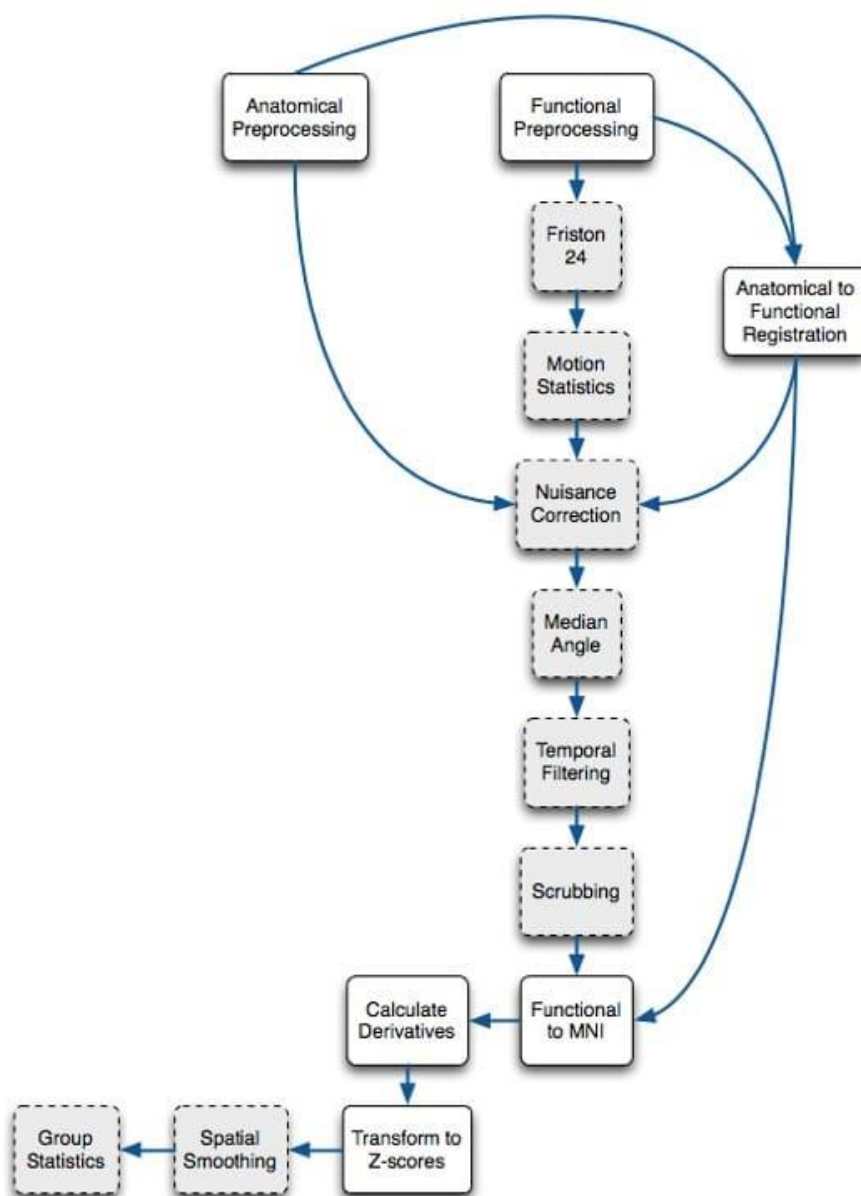 Anatomical
Preprocessing
Functional
Preprocessing
Friston
24
Anatomical to
Functional
Registration
Motion
Statistics
Nuisance
Correction
Median
Angle
Temporal
Filtering
Scrubbing
Calculate
Derivatives
Functional
to MNI
Group
Statistics
Spatial
Smoothing
Transform to
Z-scores